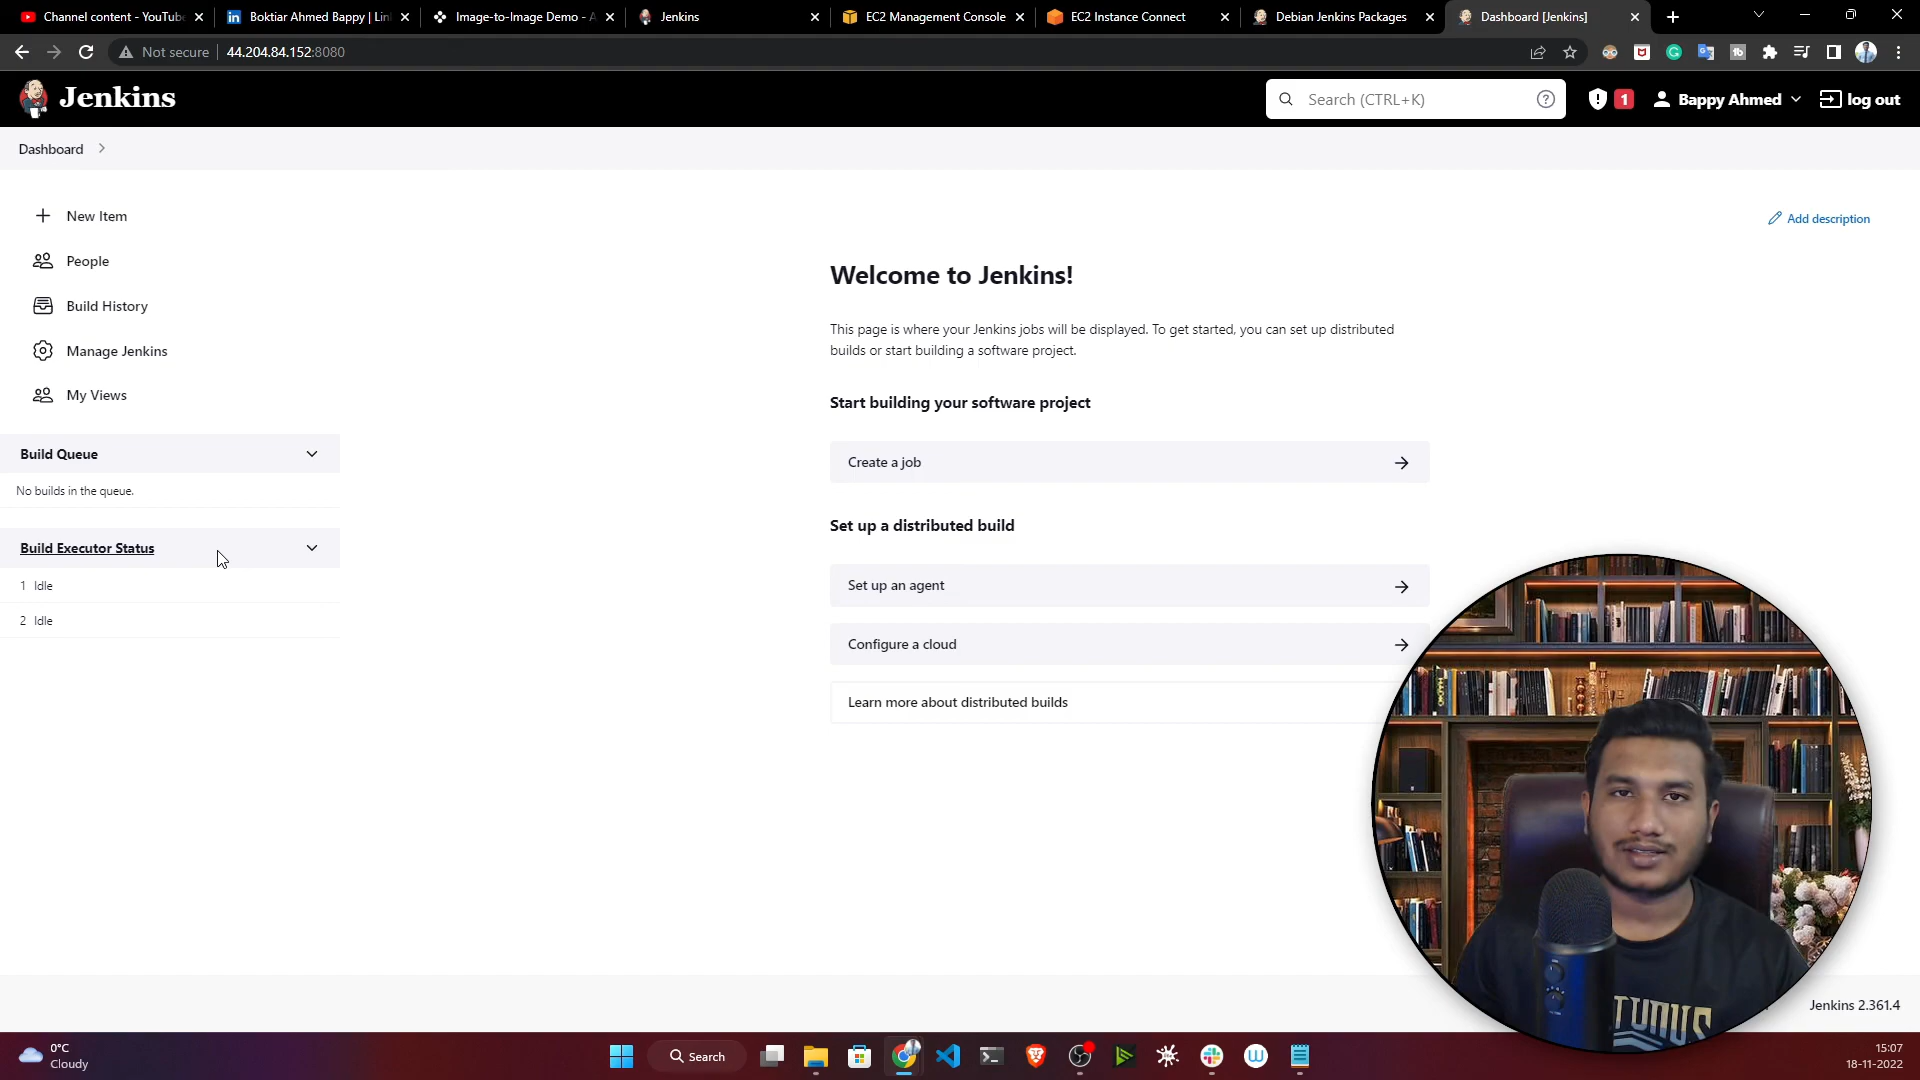 Channel content - YouTube
Boktiar Ahmed Bappy | Lin
Image-to-Image Demo - A
Jenkins
EC2 Management Console
EC2 Instance Connect
Debian Jenkins Packages
Dashboard [Jenkins]
Not secure
44.204.84.152:8080
Jenkins
Search (CTRL+K)
1
Bappy Ahmed
log out
Dashboard
New Item
People
Build History
Manage Jenkins
My Views
Build Queue
No builds in the queue.
Build Executor Status
1 Idle
2 Idle
Add description
Welcome to Jenkins!
This page is where your Jenkins jobs will be displayed. To get started, you can set up distributed
builds or start building a software project.
Start building your software project
Create a job
Set up a distributed build
Set up an agent
Configure a cloud
Learn more about distributed builds
Jenkins 2.361.4
0°C
Cloudy
Search
15:07
18-11-2022